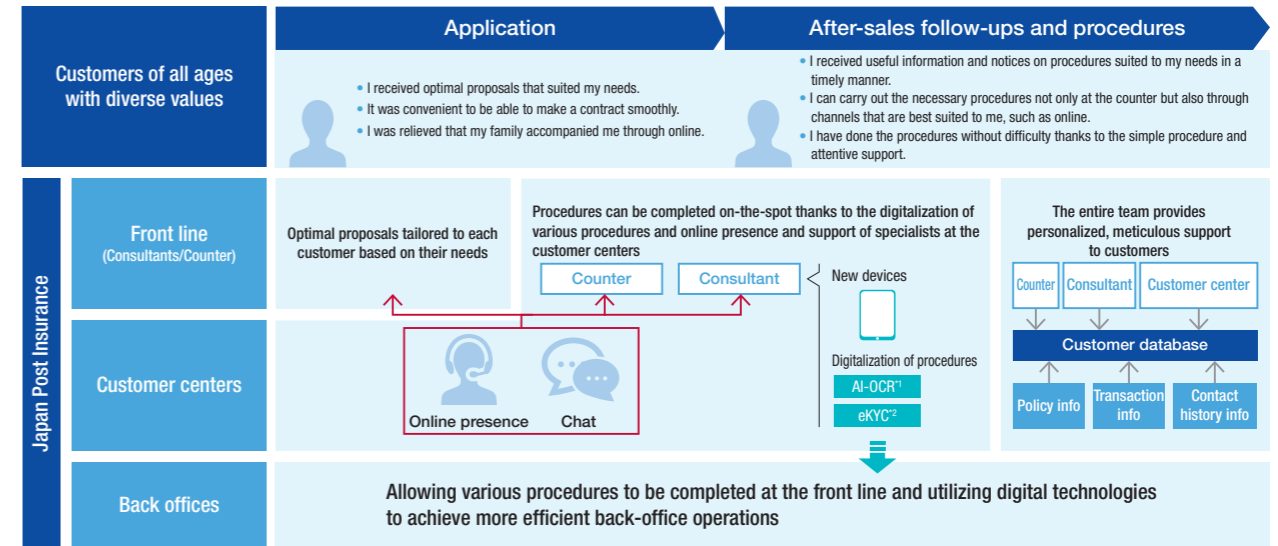 Application
After-sales follow-ups and procedures
Customers of all ages
with diverse values
• I received optimal proposals that suited my needs.
• It was convenient to be able to make a contract smoothly.
• I was relieved that my family accompanied me through online.
• I received useful information and notices on procedures suited to my needs in a
timely manner.
• I can carry out the necessary procedures not only at the counter but also through
channels that are best suited to me, such as online.
• I have done the procedures without difficulty thanks to the simple procedure and
attentive support.
Japan Post Insurance
Front line
(Consultants/Counter)
Optimal proposals tailored to each
customer based on their needs
Procedures can be completed on-the-spot thanks to the digitalization of
various procedures and online presence and support of specialists at the
customer centers
Counter
Consultant
New devices
Digitalization of procedures
AI-OCR*1
eKYC*2
The entire team provides
personalized, meticulous support
to customers
Counter
Consultant
Customer center
Customer database
Policy info
Transaction
info
Contact
history info
Customer centers
Online presence
Chat
Back offices
Allowing various procedures to be completed at the front line and utilizing digital technologies
to achieve more efficient back-office operations